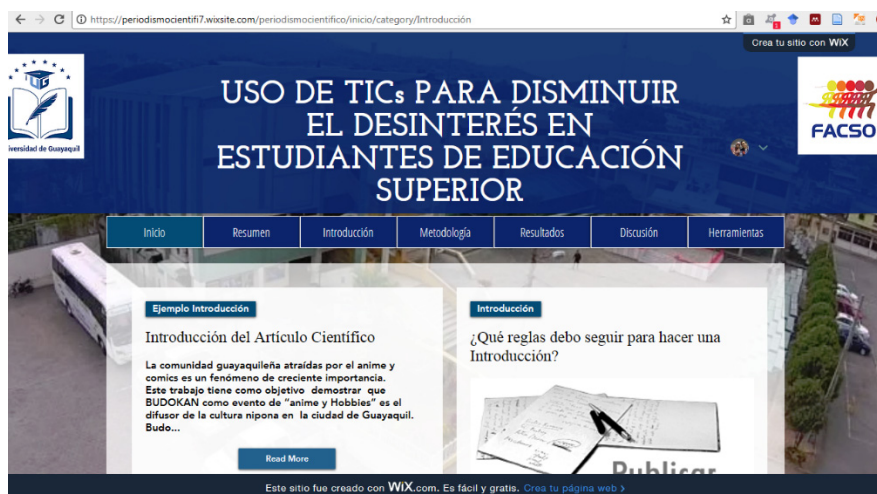 https://periodismocientifi7.wixsite.com/periodismocientifico/inicio/category/Introducción
Crea tu sitio con WiX
USO DE TICs PARA DISMINUIR
EL DESINTERÉS EN
ESTUDIANTES DE EDUCACIÓN
SUPERIOR
UG
iversidad de Guayaquil
FACSO
Inicio
Resumen
Introducción
Metodología
Resultados
Discusión
Herramientas
Ejemplo Introducción
Introducción del Artículo Científico
La comunidad guayaquileña atraídas por el anime y
comics es un fenómeno de creciente importancia.
Este trabajo tiene como objetivo demostrar que
BUDOKAN como evento de "anime y Hobbies" es el
difusor de la cultura nipona en la ciudad de Guayaquil.
Budo...
Read More
Introducción
¿Qué reglas debo seguir para hacer una
Introducción?
Publicar
Este sitio fue creado con WiX.com. Es fácil y gratis. Crea tu página web >